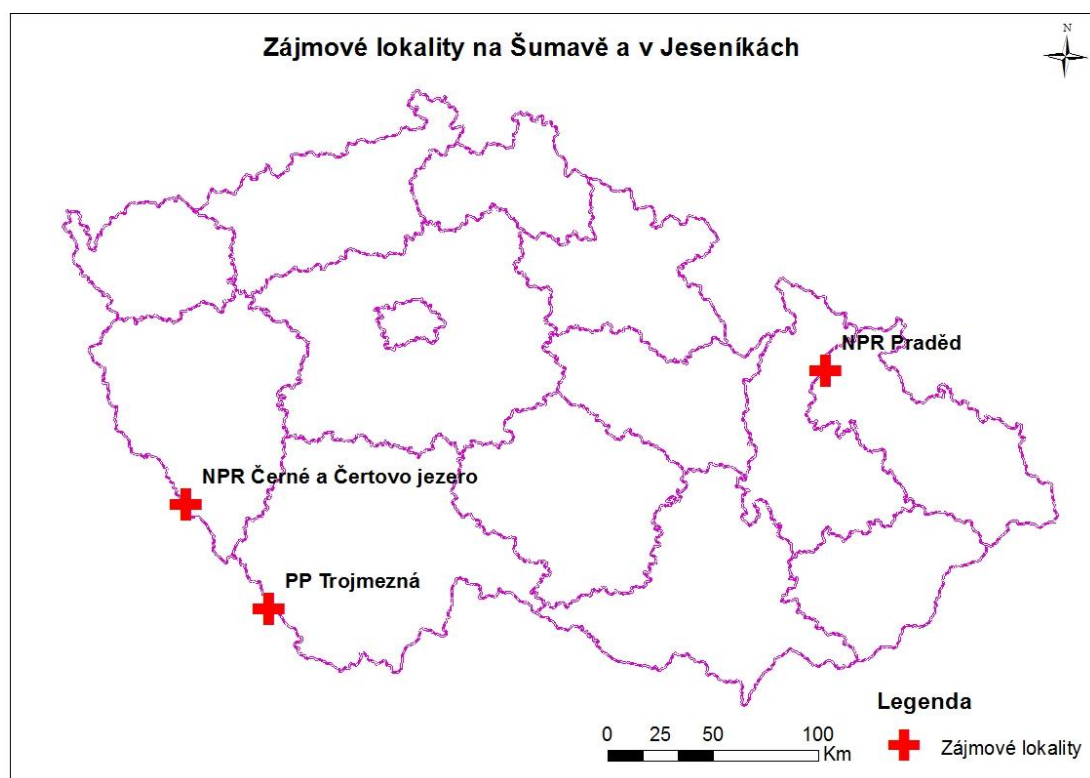 Zájmové lokality na Šumavě a v Jeseníkách
N
NPR Praděd
NPR Černé a Čertovo jezero
PP Trojmezná
Legenda
0 25 50 100
Km
Zájmové lokality